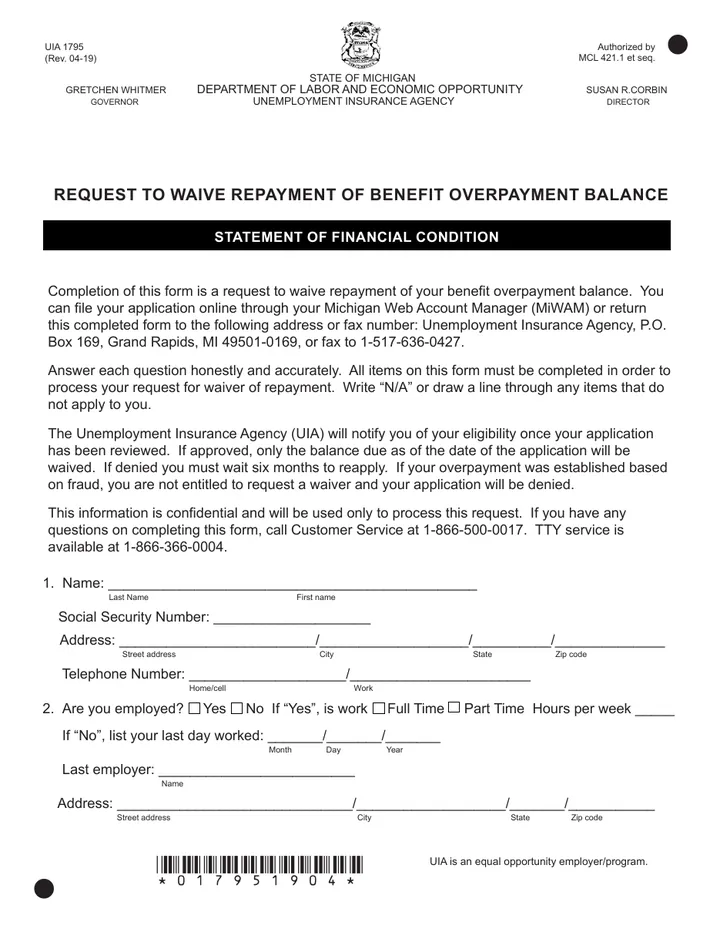 UIA 1795
(Rev. 04-19)
Authorized by
MCL 421.1 et seq.
STATE OF MICHIGAN
GRETCHEN WHITMER
GOVERNOR
DEPARTMENT OF LABOR AND ECONOMIC OPPORTUNITY
UNEMPLOYMENT INSURANCE AGENCY
SUSAN R.CORBIN
DIRECTOR
REQUEST TO WAIVE REPAYMENT OF BENEFIT OVERPAYMENT BALANCE
STATEMENT OF FINANCIAL CONDITION
Completion of this form is a request to waive repayment of your benefit overpayment balance. You
can file your application online through your Michigan Web Account Manager (MiWAM) or return
this completed form to the following address or fax number: Unemployment Insurance Agency, P.O.
Box 169, Grand Rapids, MI 49501-0169, or fax to 1-517-636-0427.
Answer each question honestly and accurately. All items on this form must be completed in order to
process your request for waiver of repayment. Write “N/A” or draw a line through any items that do
not apply to you.
The Unemployment Insurance Agency (UIA) will notify you of your eligibility once your application
has been reviewed. If approved, only the balance due as of the date of the application will be
waived. If denied you must wait six months to reapply. If your overpayment was established based
on fraud, you are not entitled to request a waiver and your application will be denied.
This information is confidential and will be used only to process this request. If you have any
questions on completing this form, call Customer Service at 1-866-500-0017. TTY service is
available at 1-866-366-0004.
1. Name: ______________________________________________
Last Name First name
Social Security Number: ____________________
Address: _________________________/___________________/__________/______________
Street address City State Zip code
Telephone Number: ____________________/_______________________
Home/cell Work
2. Are you employed? ☐ Yes ☐ No If “Yes”, is work ☐ Full Time ☐ Part Time Hours per week _____
If “No”, list your last day worked: _______/_______/_______
Month Day Year
Last employer: _________________________
Name
Address: ______________________________/___________________/_______/___________
Street address City State Zip code
*017951904*
UIA is an equal opportunity employer/program.